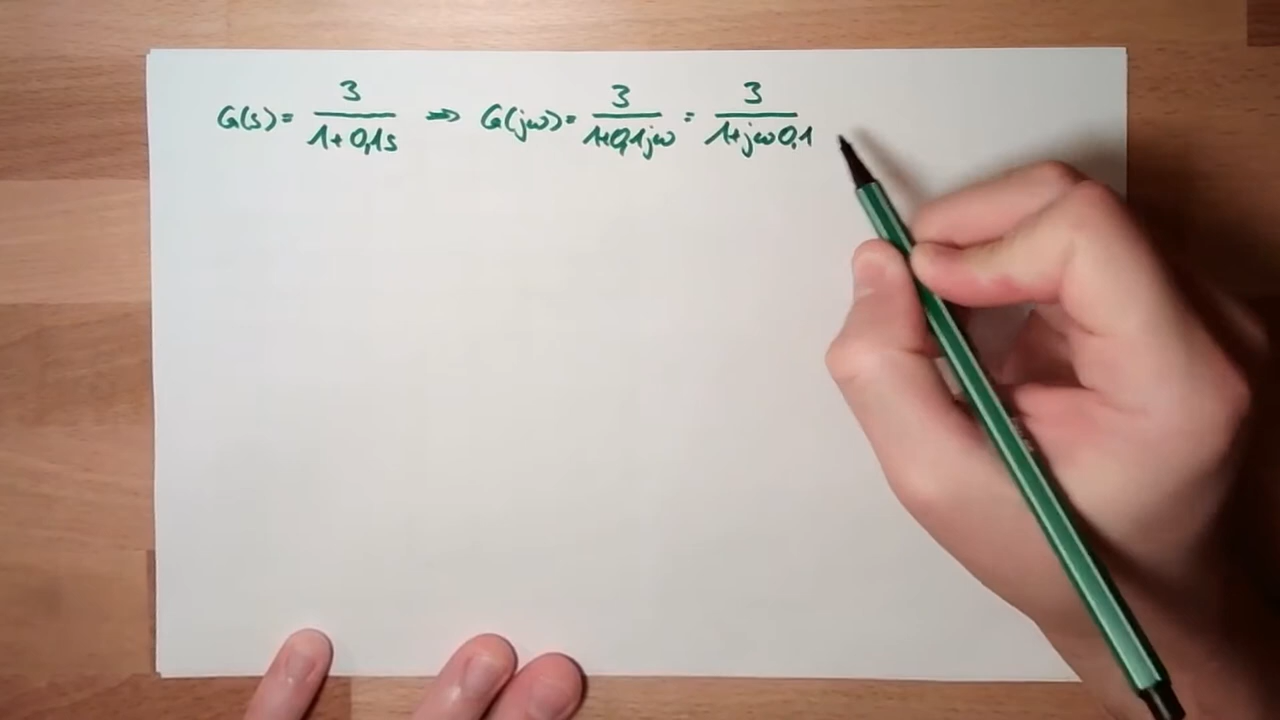 G(s) = 3/(1+0,1s) ⇒ G(jω) = 3/(1+0,1jω) = 3/(1+jω0,1)